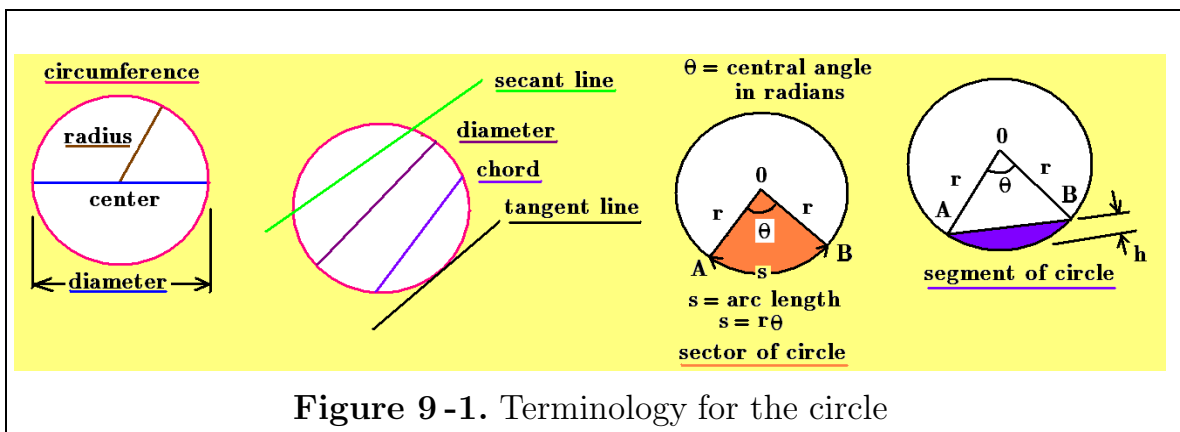 circumference
radius
center
diameter
secant line
diameter
chord
tangent line
θ = central angle
in radians
0
r
r
θ
A
B
s
s = arc length
s = rθ
sector of circle
0
r
r
θ
A
B
h
segment of circle
Figure 9-1. Terminology for the circle